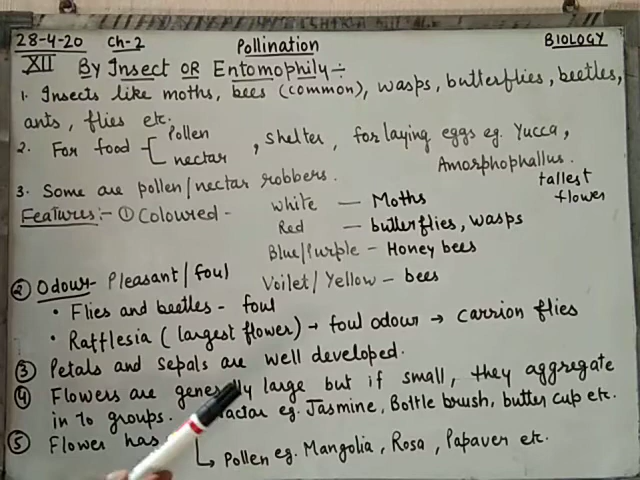 28-4-20 Ch-2 Pollination BIOLOGY
XII By Insect OR Entomophily :-
1. Insects like moths, bees (common), wasps, butterflies, beetles,
ants, flies etc.
2. For food Pollen nectar, shelter, for laying eggs eg. Yucca,
Amorphophallus.
tallest flower
3. Some are pollen/nectar robbers.
Features:- ① Coloured - white — Moths
Red — butterflies, wasps
Blue/Purple - Honey bees
Voilet/Yellow - bees
② Odour - Pleasant/foul
• Flies and beetles - foul
• Rafflesia (largest flower) → foul odour → carrion flies
③ Petals and sepals are well developed.
④ Flowers are generally large but if small, they aggregate
in to groups.
⑤ Flower has
eg. Jasmine, Bottle brush, butter cup etc.
Pollen eg. Mangolia, Rosa, Papaver etc.